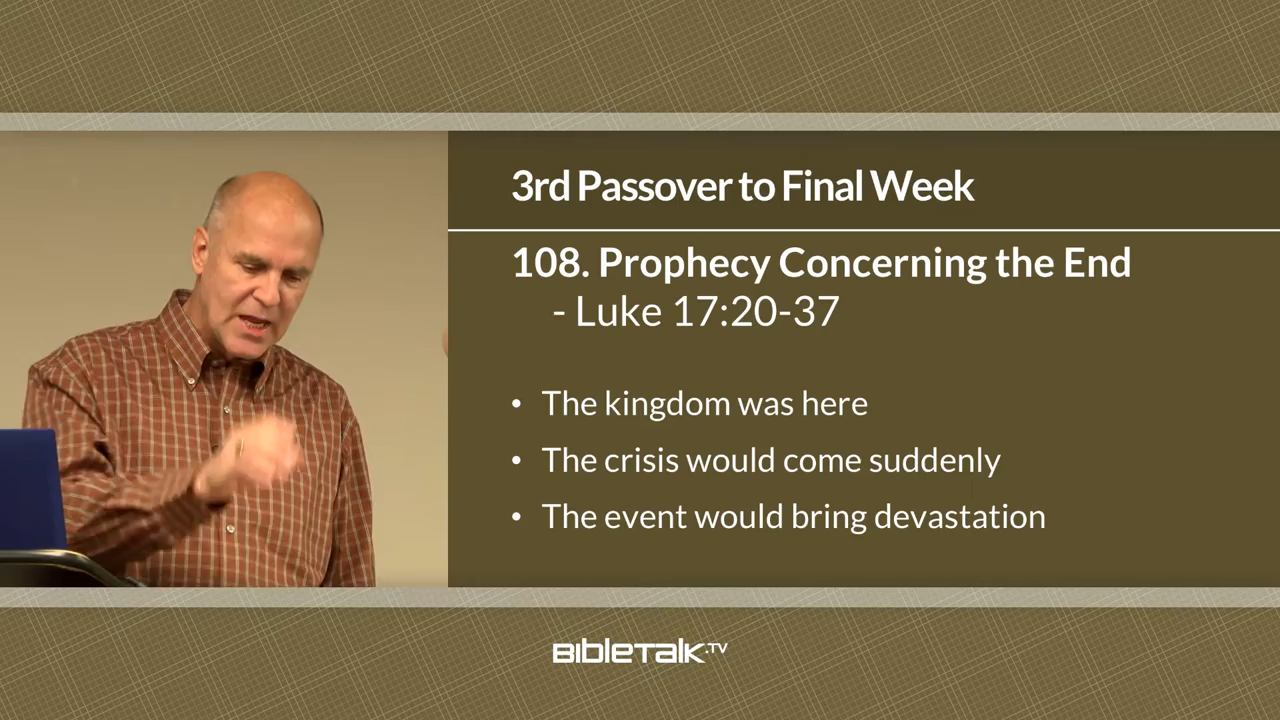 3rd Passover to Final Week
108. Prophecy Concerning the End
- Luke 17:20-37
• The kingdom was here
• The crisis would come suddenly
• The event would bring devastation
BIBLETALK.TV